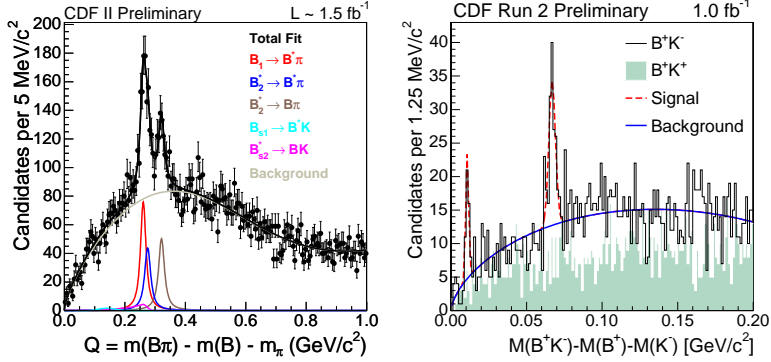 CDF II Preliminary
L ~ 1.5 fb⁻¹
Candidates per 5 MeV/c²
200
180
160
140
120
100
80
60
40
20
0
Total Fit
B₁ → B*π
B₂* → B*π
B₂* → Bπ
Bₛ₁ → B*K
Bₛ₂* → BK
Background
0.0 0.2 0.4 0.6 0.8 1.0
Q = m(Bπ) - m(B) - m_π (GeV/c²)
CDF Run 2 Preliminary
1.0 fb⁻¹
Candidates per 1.25 MeV/c²
40
35
30
25
20
15
10
5
0
B⁺K⁻
B⁺K⁺
Signal
Background
0.00 0.05 0.10 0.15 0.20
M(B⁺K⁻)-M(B⁺)-M(K⁻) [GeV/c²]